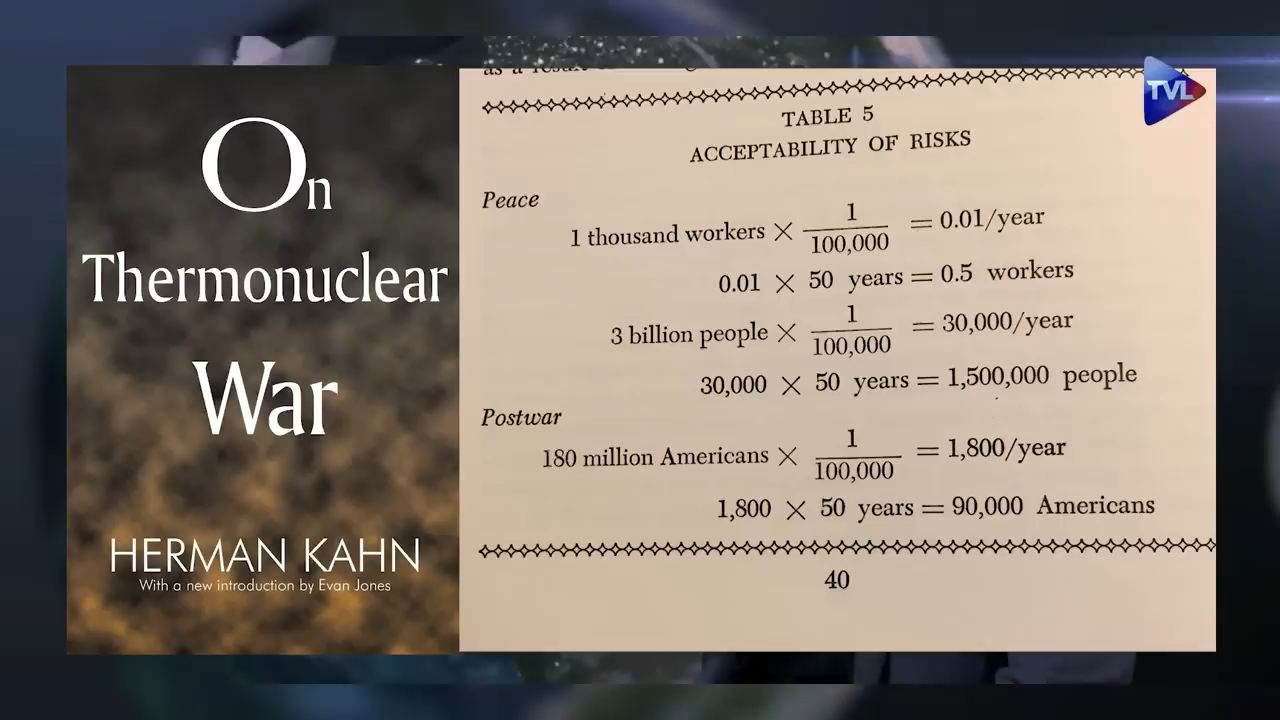 On
Thermonuclear
War
HERMAN KAHN
With a new introduction by Evan Jones
as a
TABLE 5
ACCEPTABILITY OF RISKS
Peace
1 thousand workers × 1/100,000 = 0.01/year
0.01 × 50 years = 0.5 workers
3 billion people × 1/100,000 = 30,000/year
30,000 × 50 years = 1,500,000 people
Postwar
180 million Americans × 1/100,000 = 1,800/year
1,800 × 50 years = 90,000 Americans
40
TVL